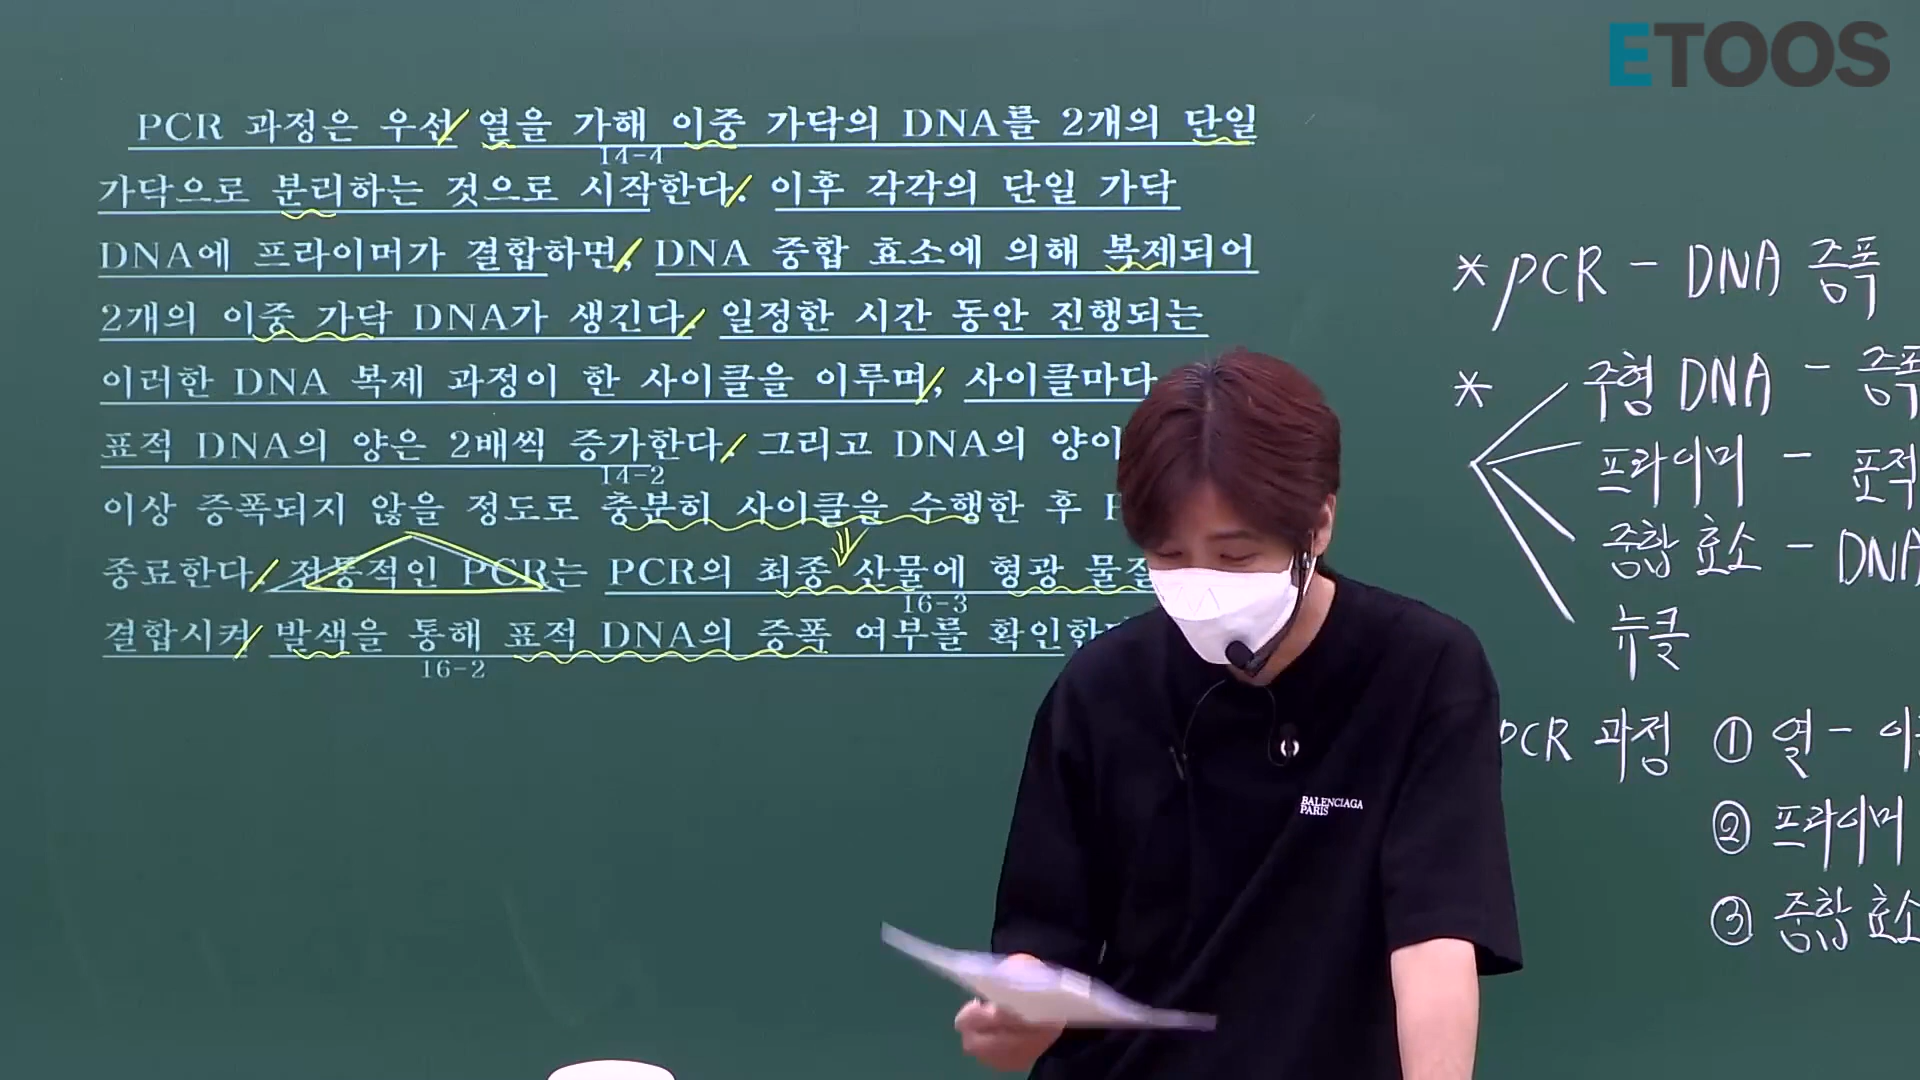 ETOOS
PCR 과정은 우선 열을 가해 이중 가닥의 DNA를 2개의 단일
14-4
가닥으로 분리하는 것으로 시작한다. 이후 각각의 단일 가닥
DNA에 프라이머가 결합하면, DNA 중합 효소에 의해 복제되어
2개의 이중 가닥 DNA가 생긴다. 일정한 시간 동안 진행되는
이러한 DNA 복제 과정이 한 사이클을 이루며, 사이클마다
표적 DNA의 양은 2배씩 증가한다. 그리고 DNA의 양이
14-2
이상 증폭되지 않을 정도로 충분히 사이클을 수행한 후
종료한다. 전통적인 PCR는 PCR의 최종 산물에 형광 물질
16-3
결합시켜 발색을 통해 표적 DNA의 증폭 여부를 확인한
16-2
* PCR - DNA 증폭
* 주형 DNA - 증폭
프라이머 - 표적
중합 효소 - DNA
뉴클
PCR 과정 ① 열 -
② 프라이머
③ 중합 효소
BALENCIAGA
PARIS